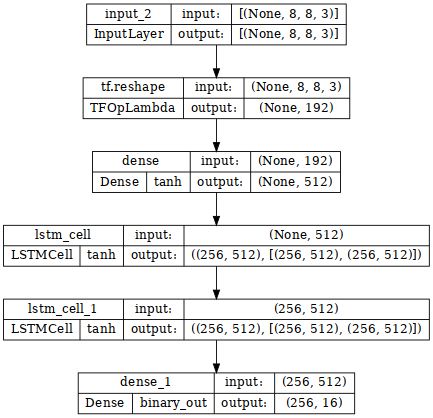 input_2 input: [(None, 8, 8, 3)]
InputLayer output: [(None, 8, 8, 3)]
tf.reshape input: (None, 8, 8, 3)
TFOpLambda output: (None, 192)
dense input: (None, 192)
Dense tanh output: (None, 512)
lstm_cell input: (None, 512)
LSTMCell tanh output: ((256, 512), [(256, 512), (256, 512)])
lstm_cell_1 input: (256, 512)
LSTMCell tanh output: ((256, 512), [(256, 512), (256, 512)])
dense_1 input: (256, 512)
Dense binary_out output: (256, 16)